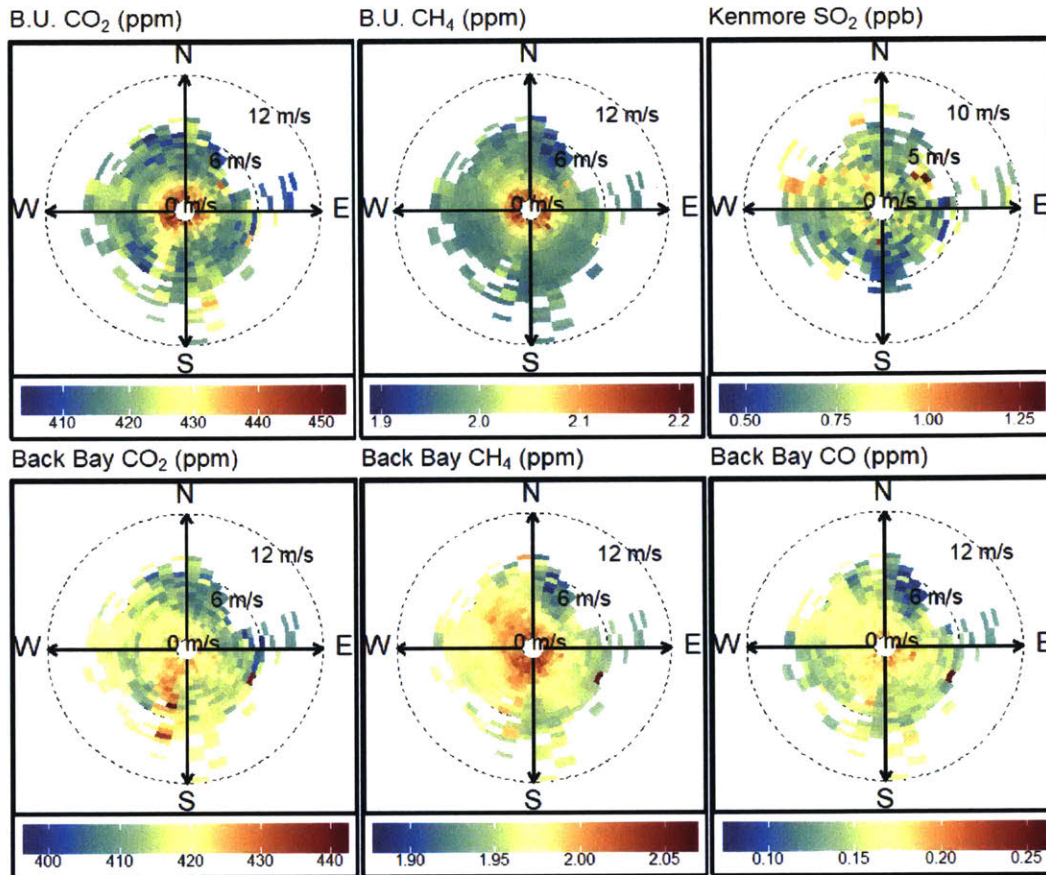 B.U. CO₂ (ppm)
N
12 m/s
6 m/s
0 m/s
W
E
S
410 420 430 440 450
B.U. CH₄ (ppm)
N
12 m/s
6 m/s
0 m/s
W
E
S
1.9 2.0 2.1 2.2
Kenmore SO₂ (ppb)
N
10 m/s
5 m/s
0 m/s
W
E
S
0.50 0.75 1.00 1.25
Back Bay CO₂ (ppm)
N
12 m/s
6 m/s
0 m/s
W
E
S
400 410 420 430 440
Back Bay CH₄ (ppm)
N
12 m/s
6 m/s
0 m/s
W
E
S
1.90 1.95 2.00 2.05
Back Bay CO (ppm)
N
12 m/s
6 m/s
0 m/s
W
E
S
0.10 0.15 0.20 0.25